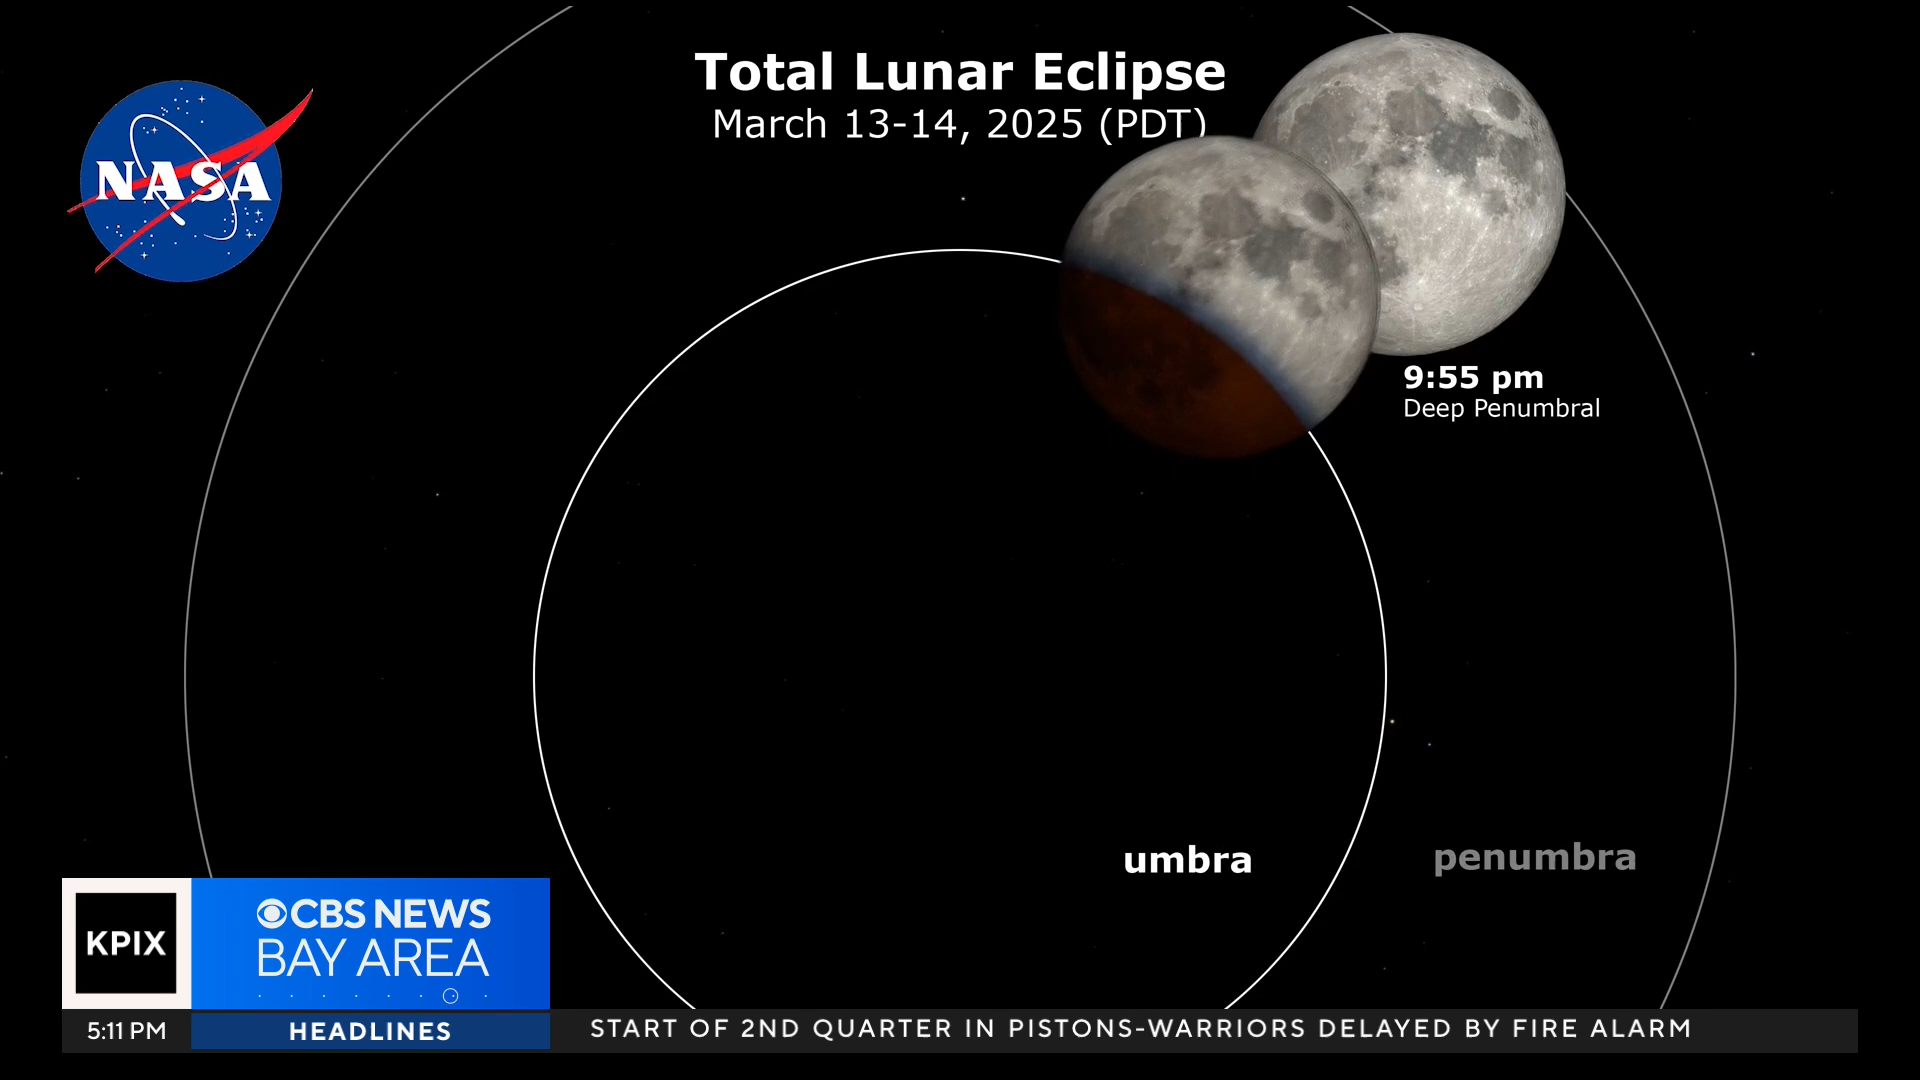 Total Lunar Eclipse
March 13-14, 2025 (PDT)
NASA
9:55 pm
Deep Penumbral
umbra
penumbra
KPIX
CBS NEWS
BAY AREA
5:11 PM
HEADLINES
START OF 2ND QUARTER IN PISTONS-WARRIORS DELAYED BY FIRE ALARM